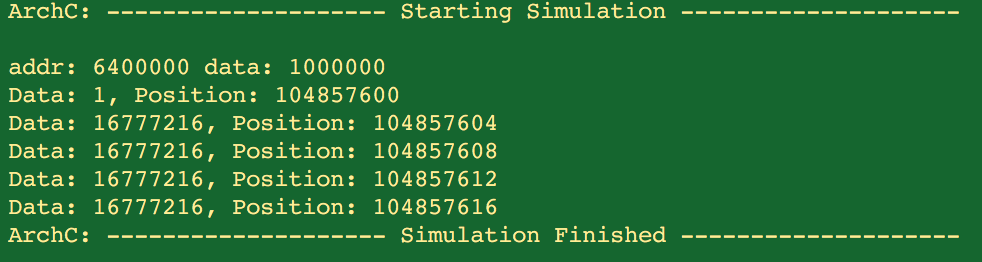 ArchC: -------------------- Starting Simulation --------------------
addr: 6400000 data: 1000000
Data: 1, Position: 104857600
Data: 16777216, Position: 104857604
Data: 16777216, Position: 104857608
Data: 16777216, Position: 104857612
Data: 16777216, Position: 104857616
ArchC: -------------------- Simulation Finished --------------------